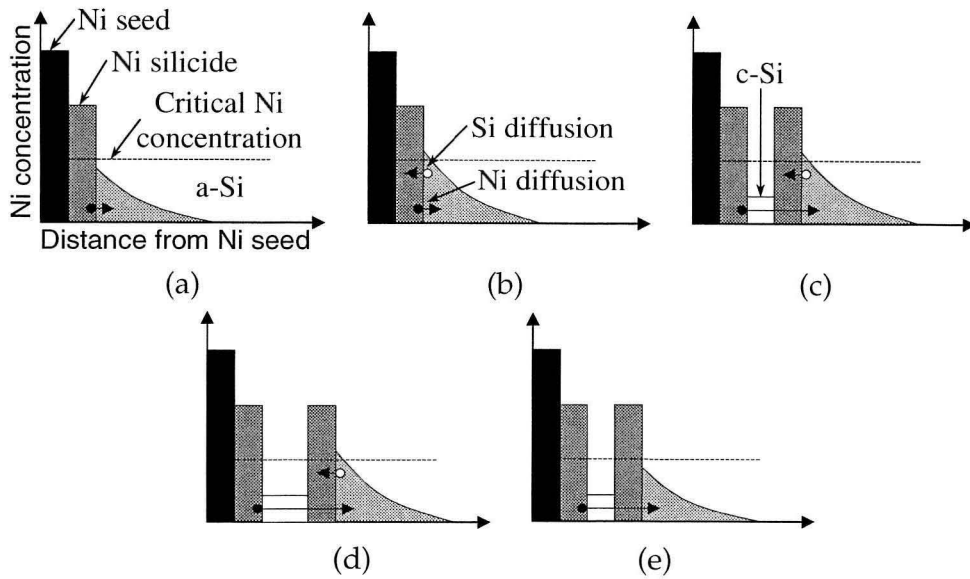 Ni seed
Ni silicide
Critical Ni
concentration
a-Si
Ni concentration
Distance from Ni seed
(a)
Si diffusion
Ni diffusion
(b)
c-Si
(c)
(d)
(e)